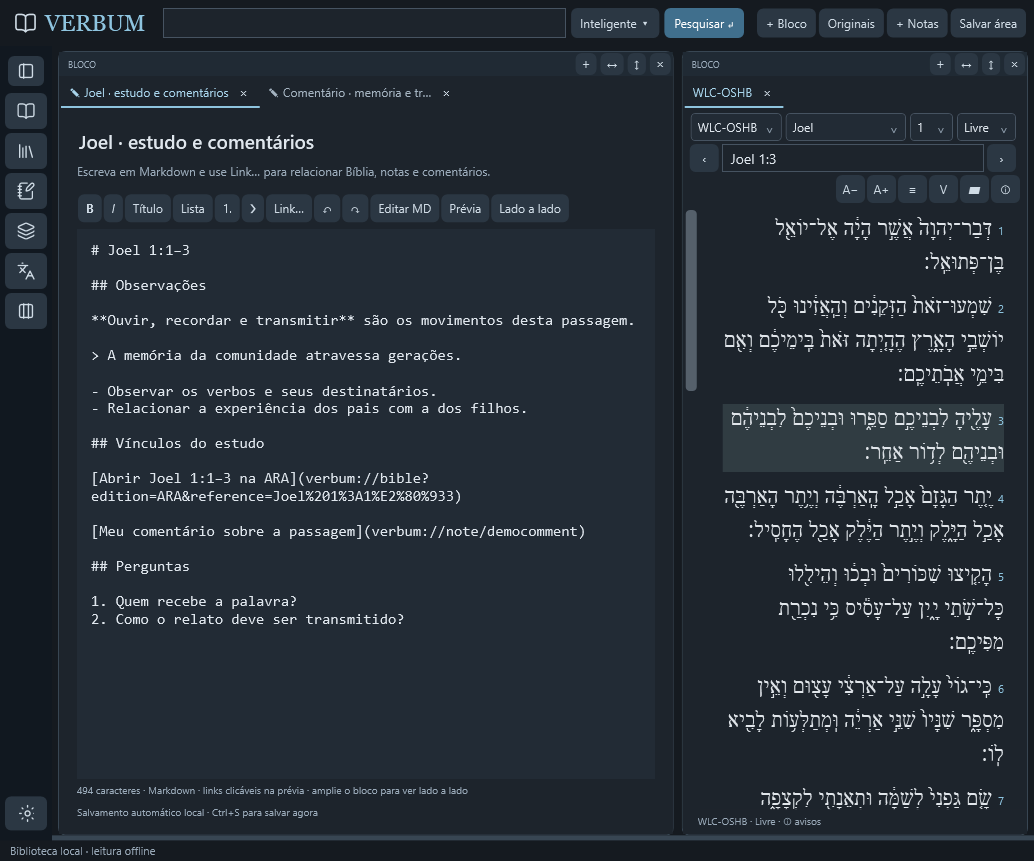 VERBUM
Inteligente ▾
Pesquisar ↲
+ Bloco
Originais
+ Notas
Salvar área
BLOCO
+ ↔ ↕ ×
Joel · estudo e comentários ×
Comentário · memória e tr... ×
Joel · estudo e comentários
Escreva em Markdown e use Link... para relacionar Bíblia, notas e comentários.
B I Título Lista 1. ❯ Link... ↶ ↷ Editar MD Prévia Lado a lado
# Joel 1:1–3
## Observações
**Ouvir, recordar e transmitir** são os movimentos desta passagem.
> A memória da comunidade atravessa gerações.
- Observar os verbos e seus destinatários.
- Relacionar a experiência dos pais com a dos filhos.
## Vínculos do estudo
[Abrir Joel 1:1–3 na ARA](verbum://bible?
edition=ARA&reference=Joel%201%3A1%E2%80%933)
[Meu comentário sobre a passagem](verbum://note/democomment)
## Perguntas
1. Quem recebe a palavra?
2. Como o relato deve ser transmitido?
494 caracteres · Markdown · links clicáveis na prévia · amplie o bloco para ver lado a lado
Salvamento automático local · Ctrl+S para salvar agora
BLOCO
+ ↔ ↕ ×
WLC-OSHB ×
WLC-OSHB
Joel
1
Livre
‹ Joel 1:3 ›
A− A+ ≡ V ⓘ
1 דְּבַר־יְהוָה֙ אֲשֶׁ֣ר הָיָ֔ה אֶל־יוֹאֵ֖ל
בֶּן־פְּתוּאֵֽל׃
2 שִׁמְעוּ־זֹאת֙ הַזְּקֵנִ֔ים וְהַֽאֲזִ֔ינוּ כֹּ֖ל
יוֹשְׁבֵ֣י הָאָ֑רֶץ הֶהָ֤יְתָה זֹּאת֙ בִּֽימֵיכֶ֔ם וְאִ֖ם
בִּימֵ֥י אֲבֹֽתֵיכֶֽם׃
3 עָלֶ֖יהָ לִבְנֵיכֶ֣ם סַפֵּ֑רוּ וּבְנֵיכֶם֙ לִבְנֵיהֶ֔ם
וּבְנֵיהֶ֖ם לְד֥וֹר אַחֵֽר׃
4 יֶ֤תֶר הַגָּזָם֙ אָכַ֣ל הָֽאַרְבֶּ֔ה וְיֶ֥תֶר הָאַרְבֶּ֖ה
אָכַ֣ל הַיָּ֑לֶק וְיֶ֣תֶר הַיֶּ֔לֶק אָכַ֖ל הֶחָסִֽיל׃
5 הָקִ֤יצוּ שִׁכּוֹרִים֙ וּבְכ֔וּ וְהֵילִ֖לוּ
כָּל־שֹׁ֣תֵי יָ֑יִן עַל־עָסִ֕יס כִּ֥י נִכְרַ֖ת
מִפִּיכֶֽם׃
6 כִּֽי־גוֹי֙ עָלָ֣ה עַל־אַרְצִ֔י עָצ֖וּם וְאֵ֣ין
מִסְפָּ֑ר שִׁנָּיו֙ שִׁנֵּ֣י אַרְיֵ֔ה וּֽמְתַלְּע֥וֹת לָבִ֖יא
לֽוֹ׃
7 שָׂ֤ם גַּפְנִי֙ לְשַׁמָּ֔ה וּתְאֵנָתִ֖י לִקְצָפָ֑ה
WLC-OSHB · Livre · ⓘ avisos
Biblioteca local · leitura offline